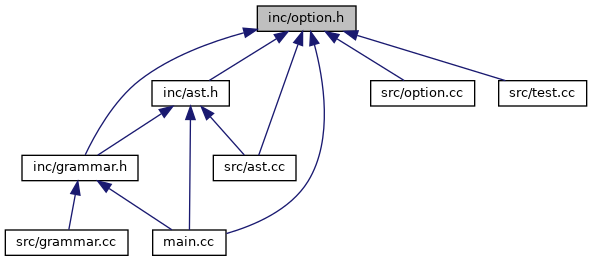 inc/option.h
inc/ast.h
src/option.cc
src/test.cc
inc/grammar.h
src/ast.cc
src/grammar.cc
main.cc